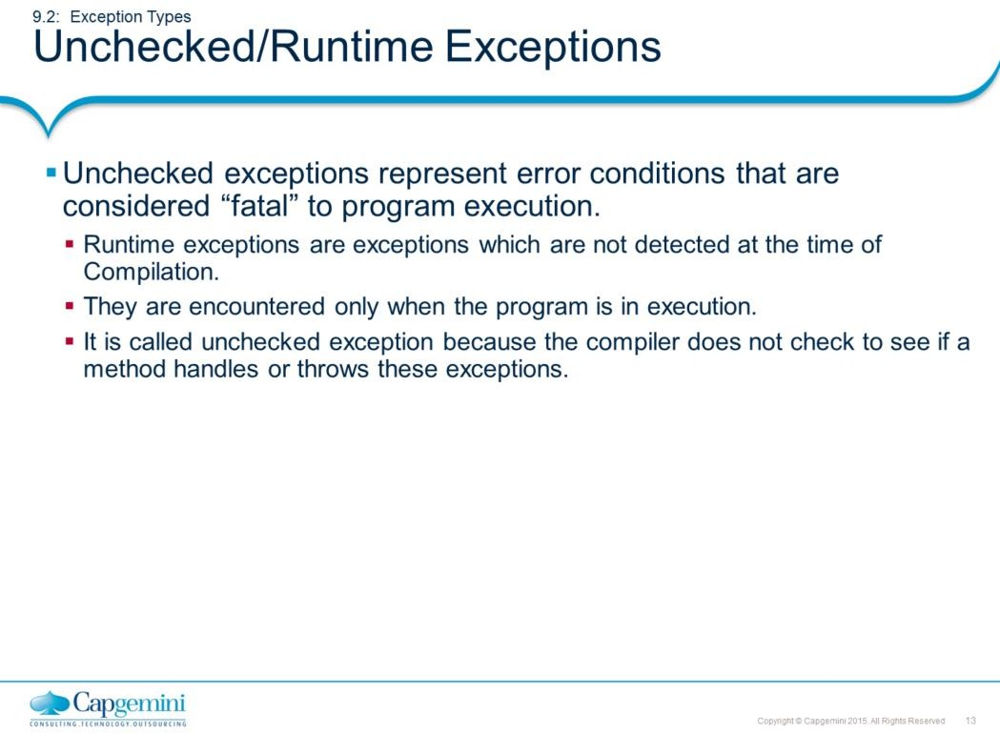 9.2:  Exception Types
Unchecked/Runtime Exceptions
▪ Unchecked exceptions represent error conditions that are
considered “fatal” to program execution.
▪ Runtime exceptions are exceptions which are not detected at the time of
Compilation.
▪ They are encountered only when the program is in execution.
▪ It is called unchecked exception because the compiler does not check to see if a
method handles or throws these exceptions.
Capgemini
CONSULTING.TECHNOLOGY.OUTSOURCING
Copyright © Capgemini 2015. All Rights Reserved 13